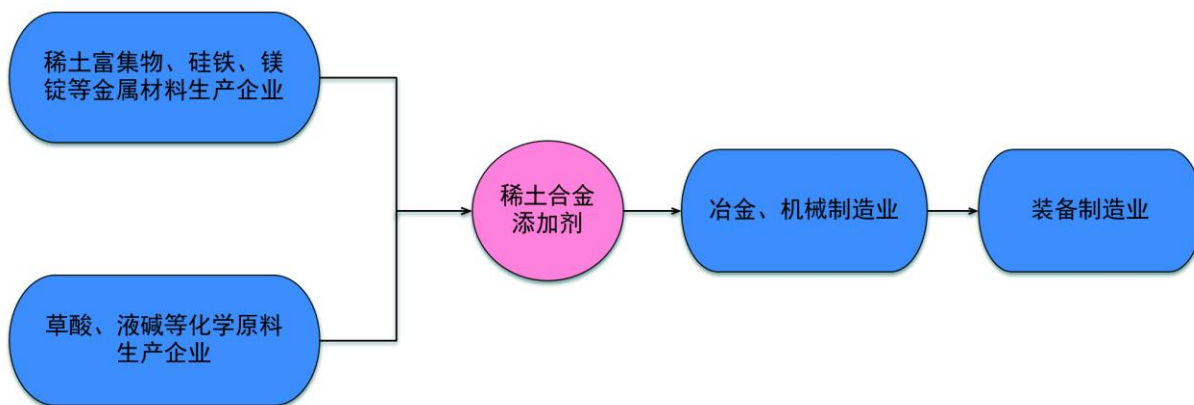 稀土富集物、硅铁、镁
锭等金属材料生产企业
稀土合金
添加剂
冶金、机械制造业
装备制造业
草酸、液碱等化学原料
生产企业